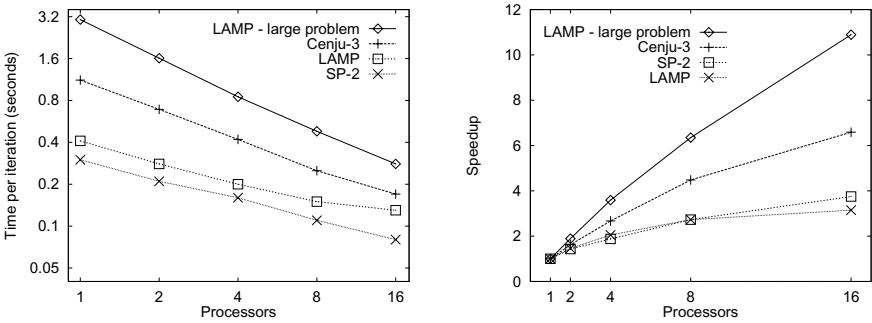 Time per iteration (seconds)
3.2
1.6
0.8
0.4
0.2
0.1
0.05
LAMP - large problem
Cenju-3
LAMP
SP-2
1 2 4 8 16
Processors
Speedup
12
10
8
6
4
2
0
LAMP - large problem
Cenju-3
SP-2
LAMP
1 2 4 8 16
Processors